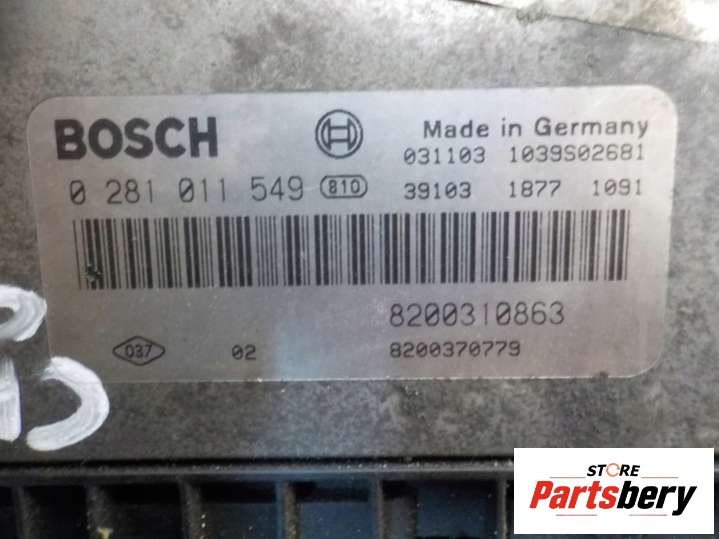 BOSCH
Made in Germany
031103 1039S02681
0 281 011 549 810 39103 1877 1091
8200310863
037 02 8200370779
STORE
Partsbery